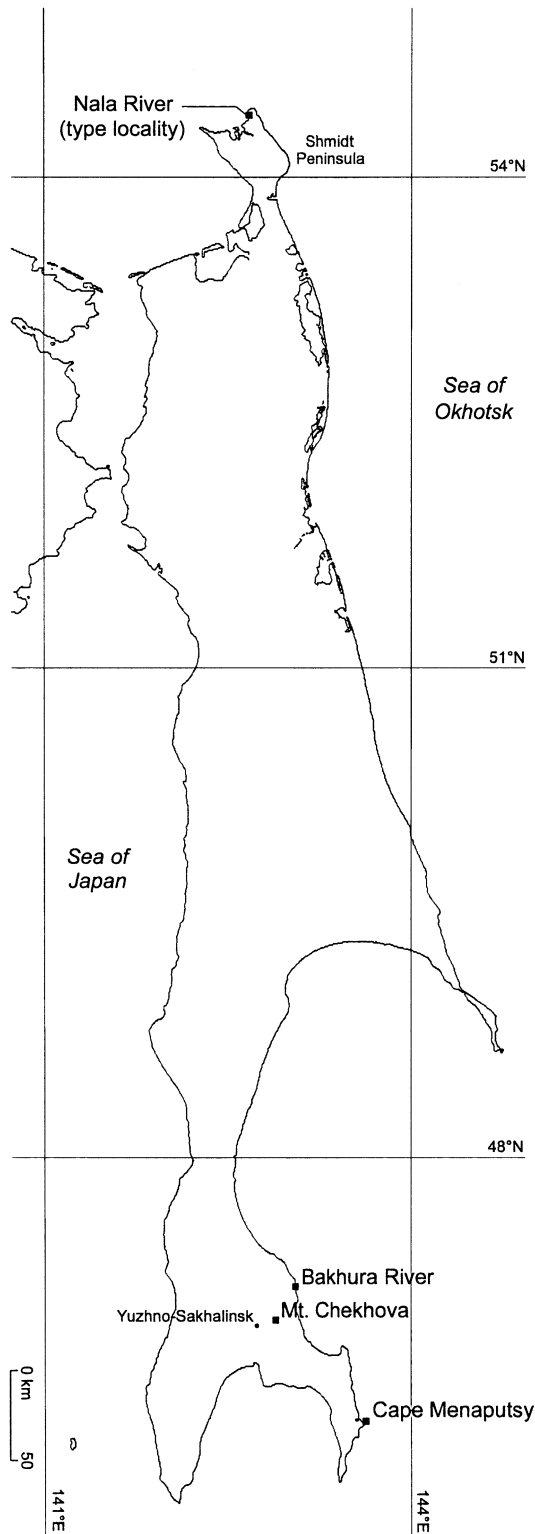 Nala River
(type locality)
Shmidt
Peninsula
54°N
Sea of
Okhotsk
51°N
Sea of
Japan
48°N
Bakhura River
Mt. Chekhova
Yuzhno-Sakhalinsk
Cape Menaputsy
0 km
50
141°E
144°E